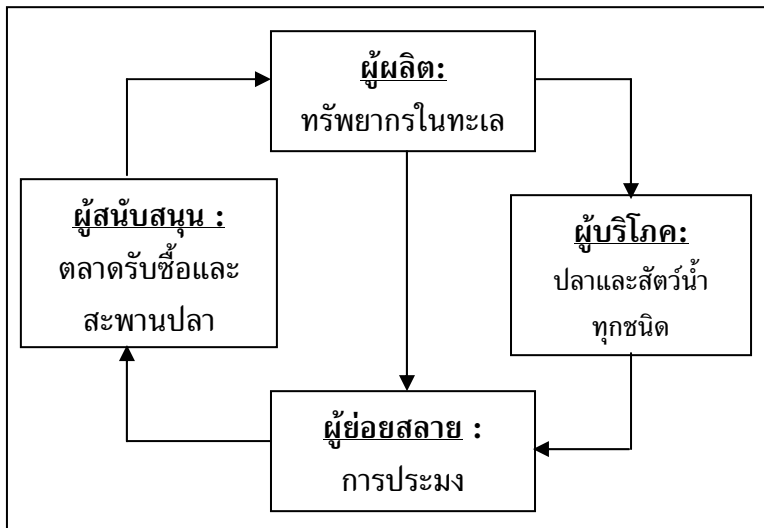 ผู้ผลิต:
ทรัพยากรในทะเล
ผู้สนับสนุน :
ตลาดรับซื้อและ
สะพานปลา
ผู้บริโภค:
ปลาและสัตว์น้ำ
ทุกชนิด
ผู้ย่อยสลาย :
การประมง